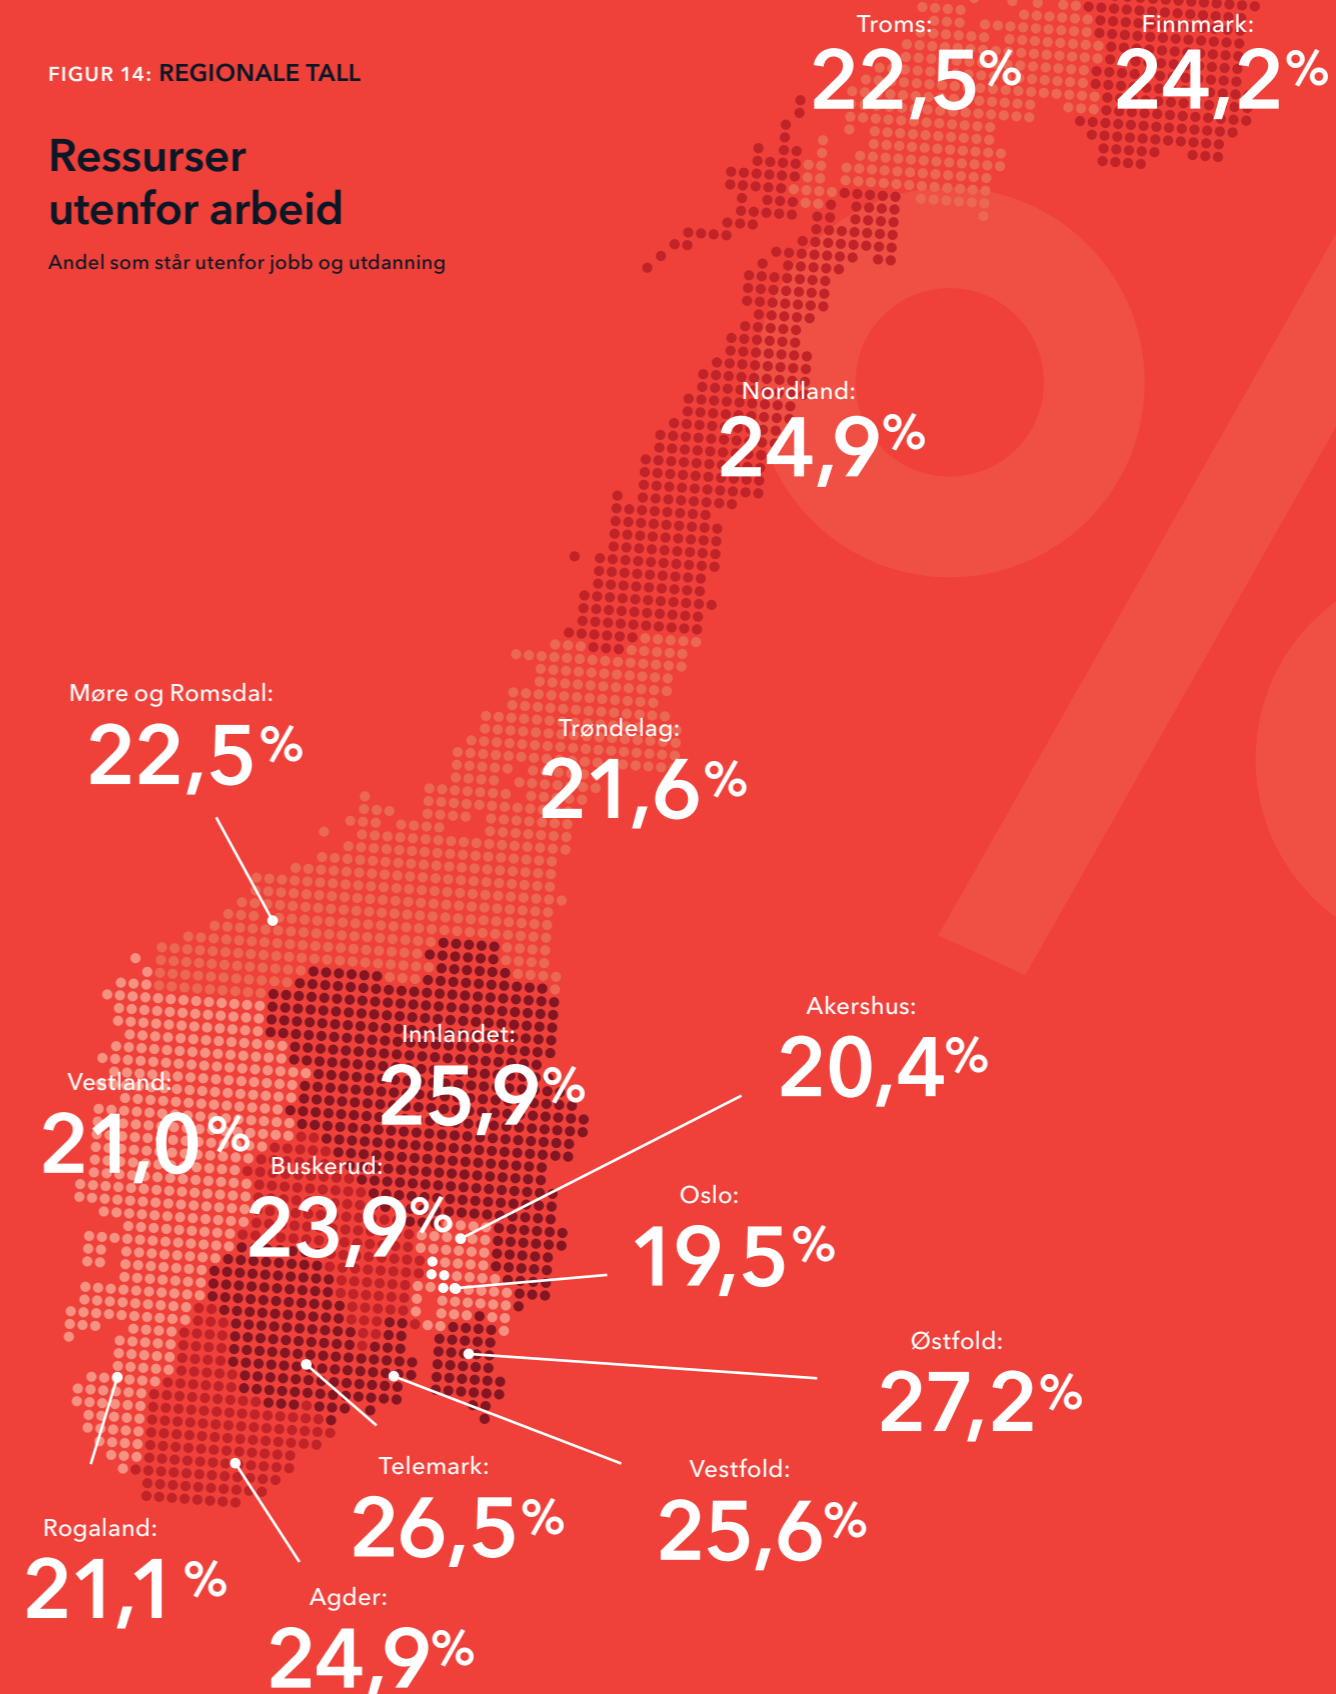 FIGUR 14: REGIONALE TALL
Ressurser
utenfor arbeid
Andel som står utenfor jobb og utdanning
Troms:
22,5%
Finnmark:
24,2%
Nordland:
24,9%
Møre og Romsdal:
22,5%
Trøndelag:
21,6%
Akershus:
20,4%
Innlandet:
25,9%
Vestland:
21,0%
Buskerud:
23,9%
Oslo:
19,5%
Østfold:
27,2%
Telemark:
26,5%
Vestfold:
25,6%
Rogaland:
21,1%
Agder:
24,9%